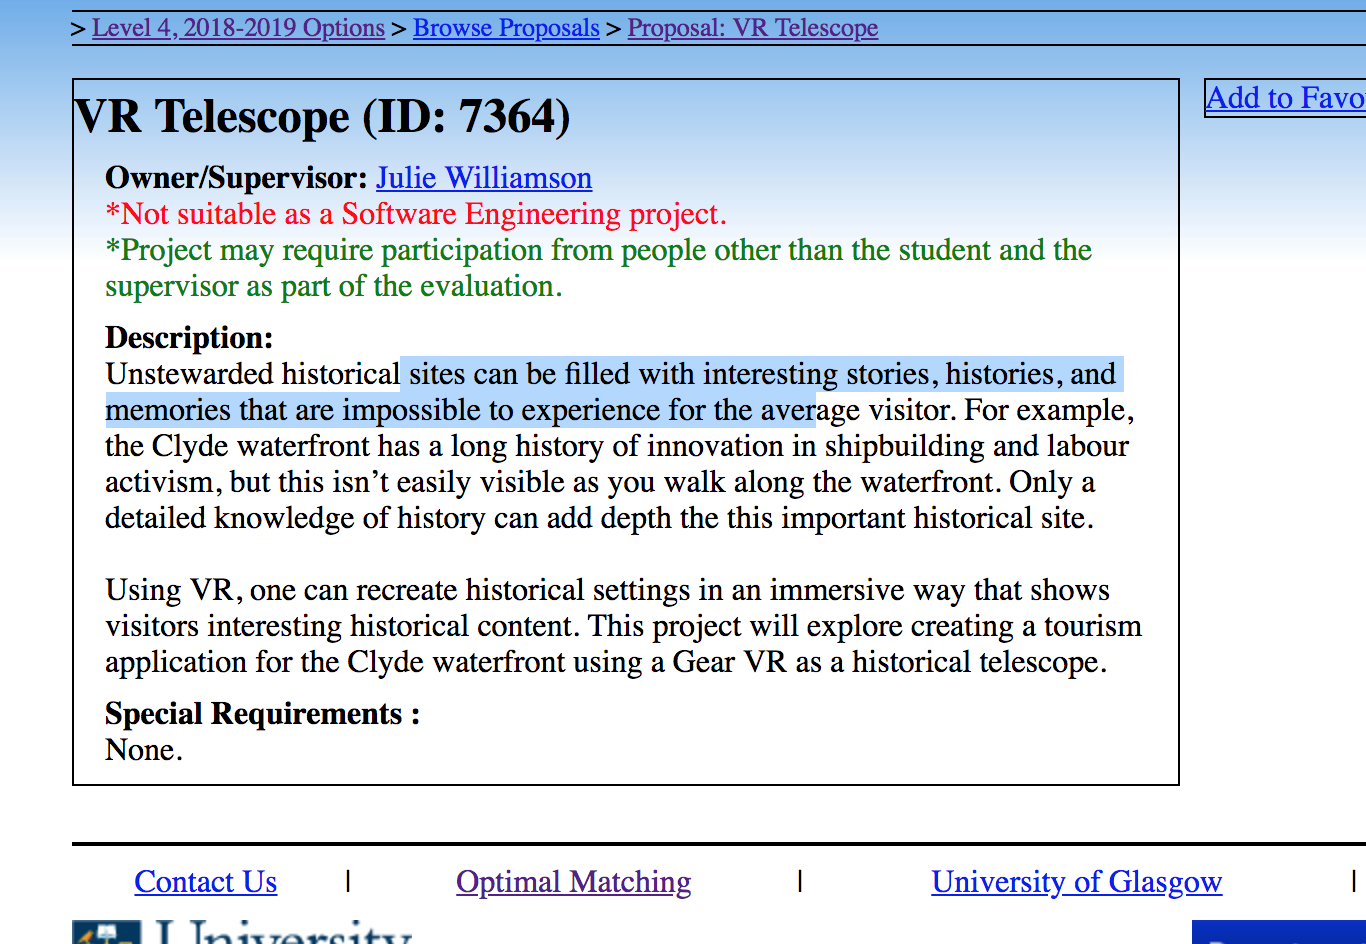 > Level 4, 2018-2019 Options > Browse Proposals > Proposal: VR Telescope
Add to Favo
VR Telescope (ID: 7364)
Owner/Supervisor: Julie Williamson
*Not suitable as a Software Engineering project.
*Project may require participation from people other than the student and the
supervisor as part of the evaluation.
Description:
Unstewarded historical sites can be filled with interesting stories, histories, and
memories that are impossible to experience for the average visitor. For example,
the Clyde waterfront has a long history of innovation in shipbuilding and labour
activism, but this isn’t easily visible as you walk along the waterfront. Only a
detailed knowledge of history can add depth the this important historical site.
Using VR, one can recreate historical settings in an immersive way that shows
visitors interesting historical content. This project will explore creating a tourism
application for the Clyde waterfront using a Gear VR as a historical telescope.
Special Requirements :
None.
Contact Us | Optimal Matching | University of Glasgow |
University